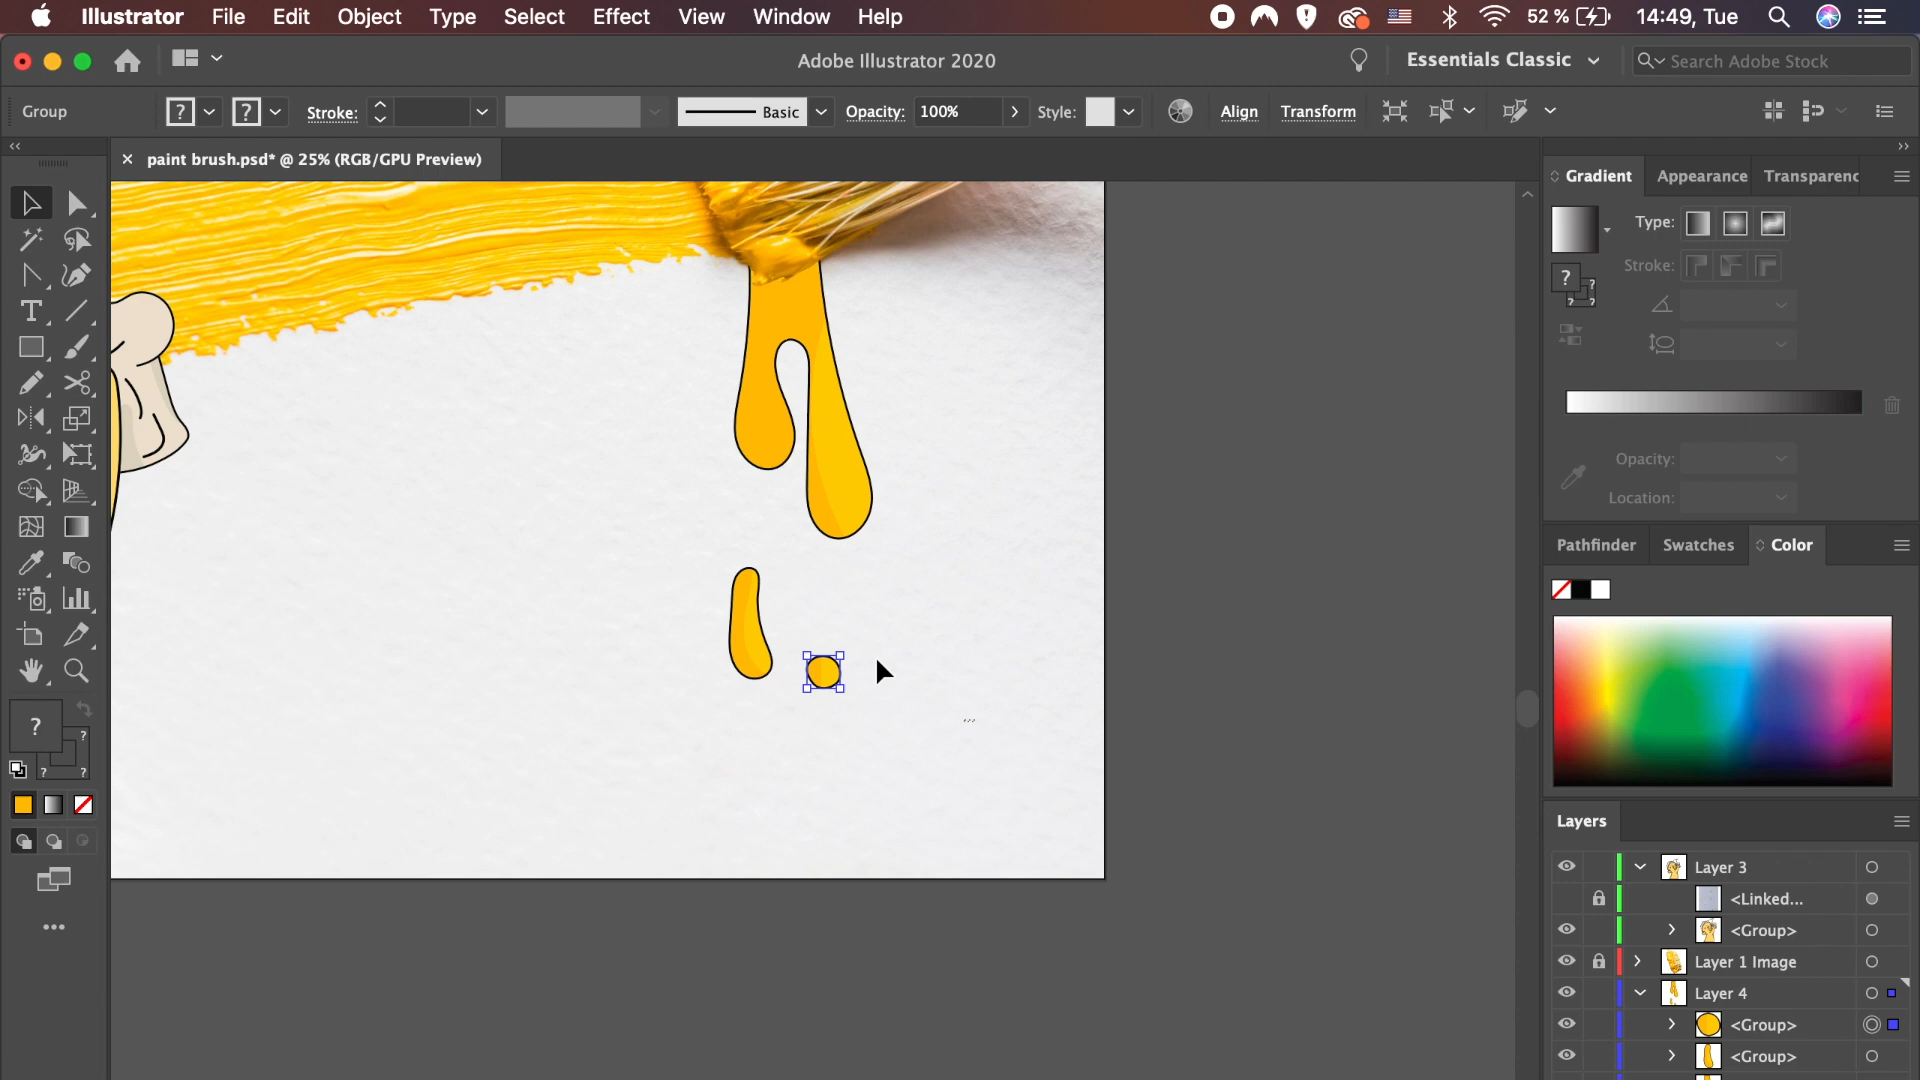 Illustrator File Edit Object Type Select Effect View Window Help 52 % 14:49, Tue
Adobe Illustrator 2020 Essentials Classic Search Adobe Stock
Group ? ? Stroke: Basic Opacity: 100% Style: Align Transform
paint brush.psd* @ 25% (RGB/GPU Preview)
Gradient Appearance Transparenc
Type:
Stroke:
?
?
?
Opacity:
Location:
Pathfinder Swatches Color
?
?
? ?
Layers
Layer 3
<Linked...
<Group>
Layer 1 Image
Layer 4
<Group>
<Group>